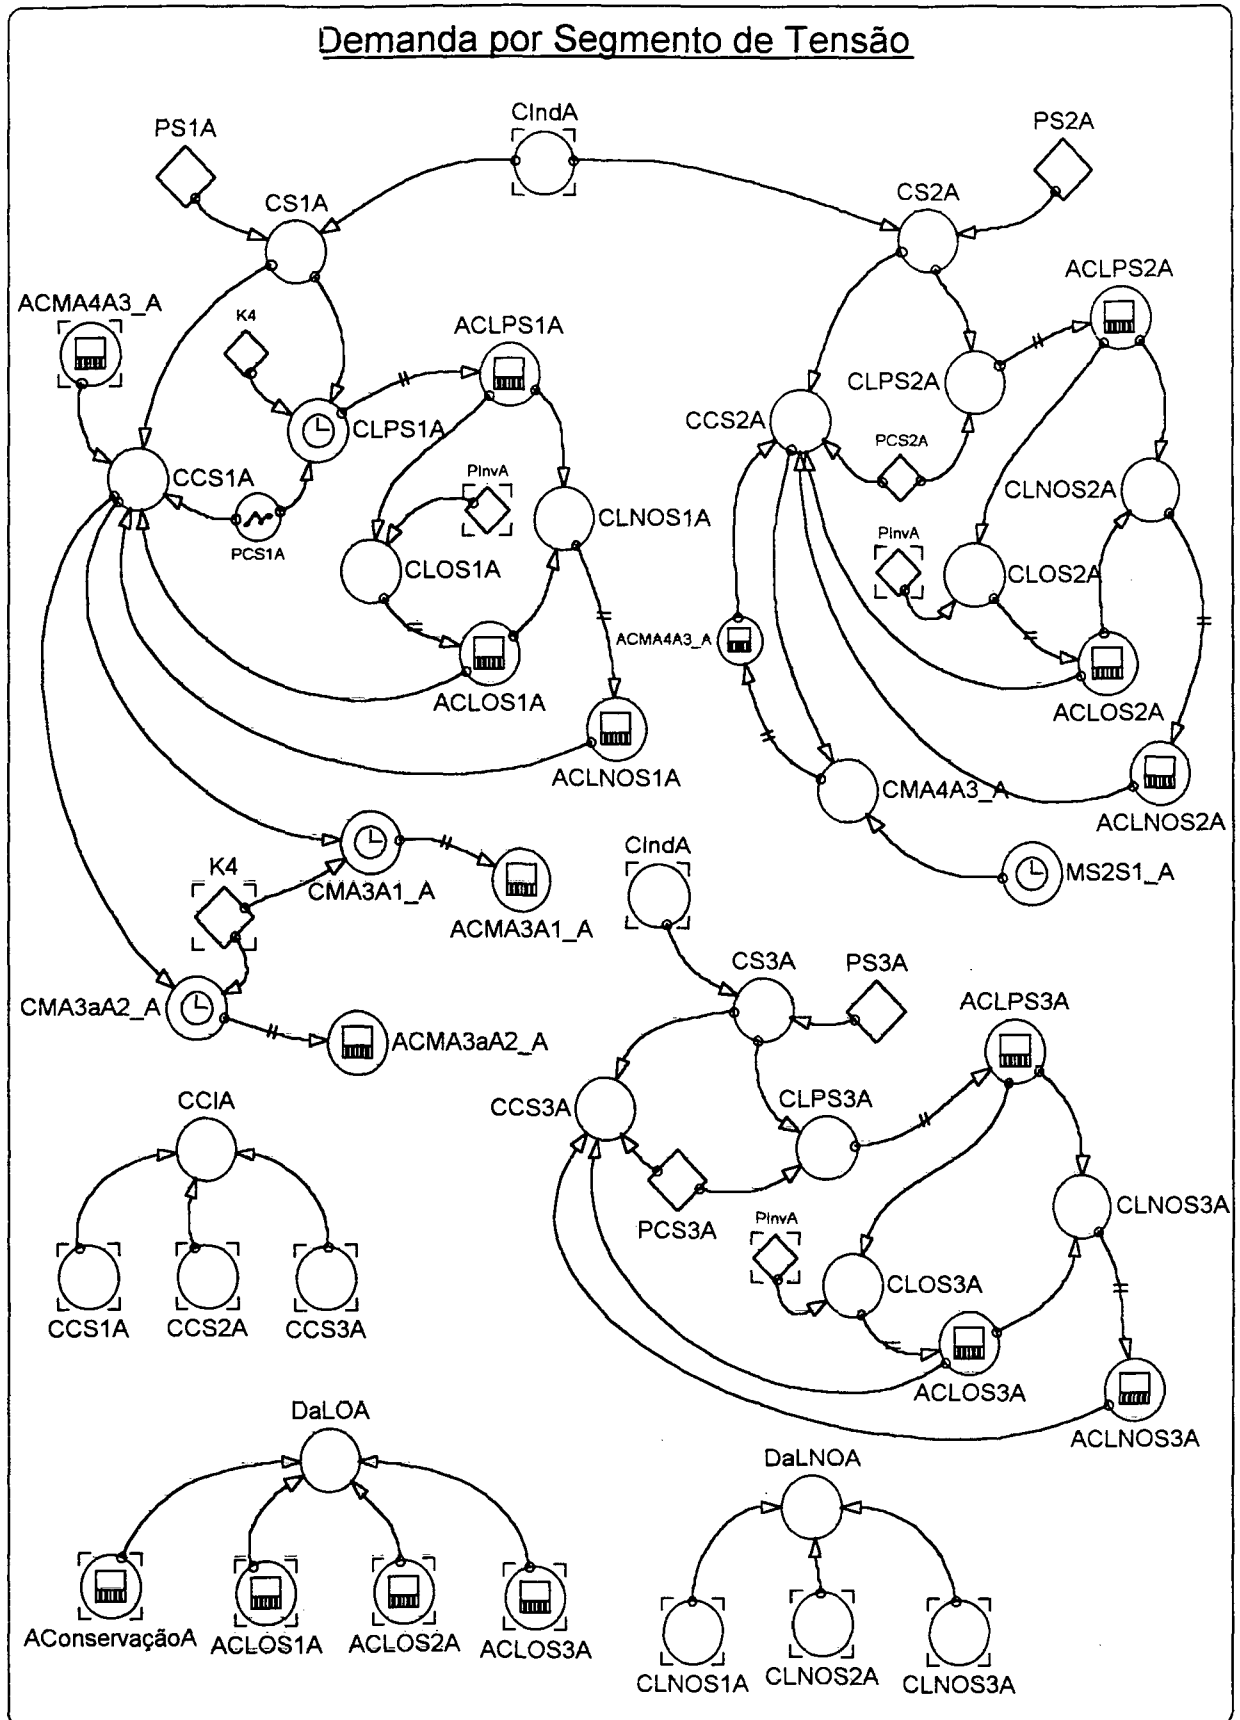 Demanda por Segmento de Tensão
CIndA
PS1A
PS2A
CS1A
CS2A
ACMA4A3_A
K4
ACLPS1A
ACLPS2A
CLPS1A
CLPS2A
CCS1A
CCS2A
PCS2A
PInvA
PCS1A
CLNOS1A
CLNOS2A
PInvA
CLOS1A
CLOS2A
ACMA4A3_A
ACLOS1A
ACLOS2A
ACLNOS1A
CMA4A3_A
ACLNOS2A
K4
CMA3A1_A
ACMA3A1_A
CIndA
MS2S1_A
CS3A
PS3A
ACLPS3A
CMA3aA2_A
ACMA3aA2_A
CCIA
CCS3A
CLPS3A
CLNOS3A
PCS3A
PInvA
CLOS3A
CCS1A
CCS2A
CCS3A
ACLOS3A
ACLNOS3A
DaLOA
DaLNOA
AConservaçãoA
ACLOS1A
ACLOS2A
ACLOS3A
CLNOS1A
CLNOS2A
CLNOS3A